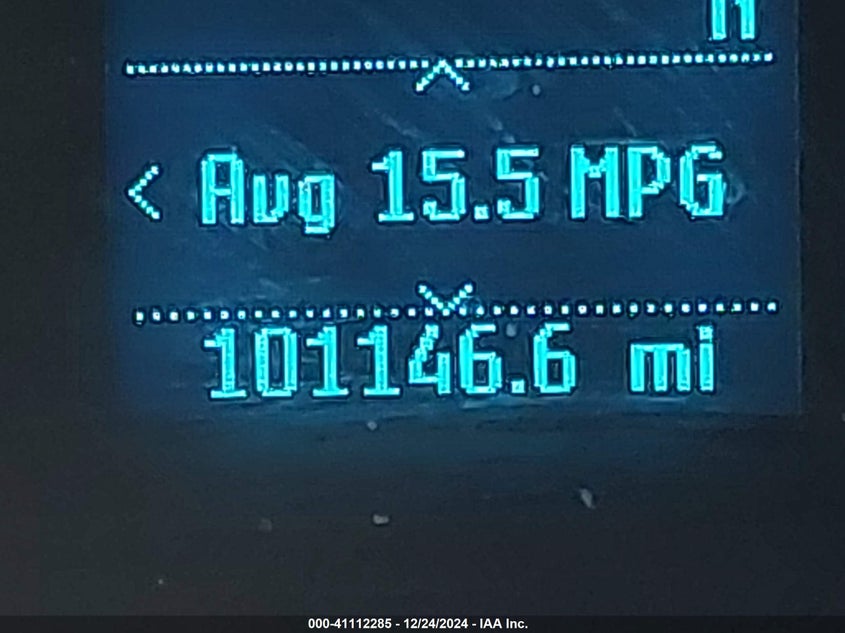 < Avg 15.5 MPG
101146.6 mi
000-41112285 - 12/24/2024 - IAA Inc.